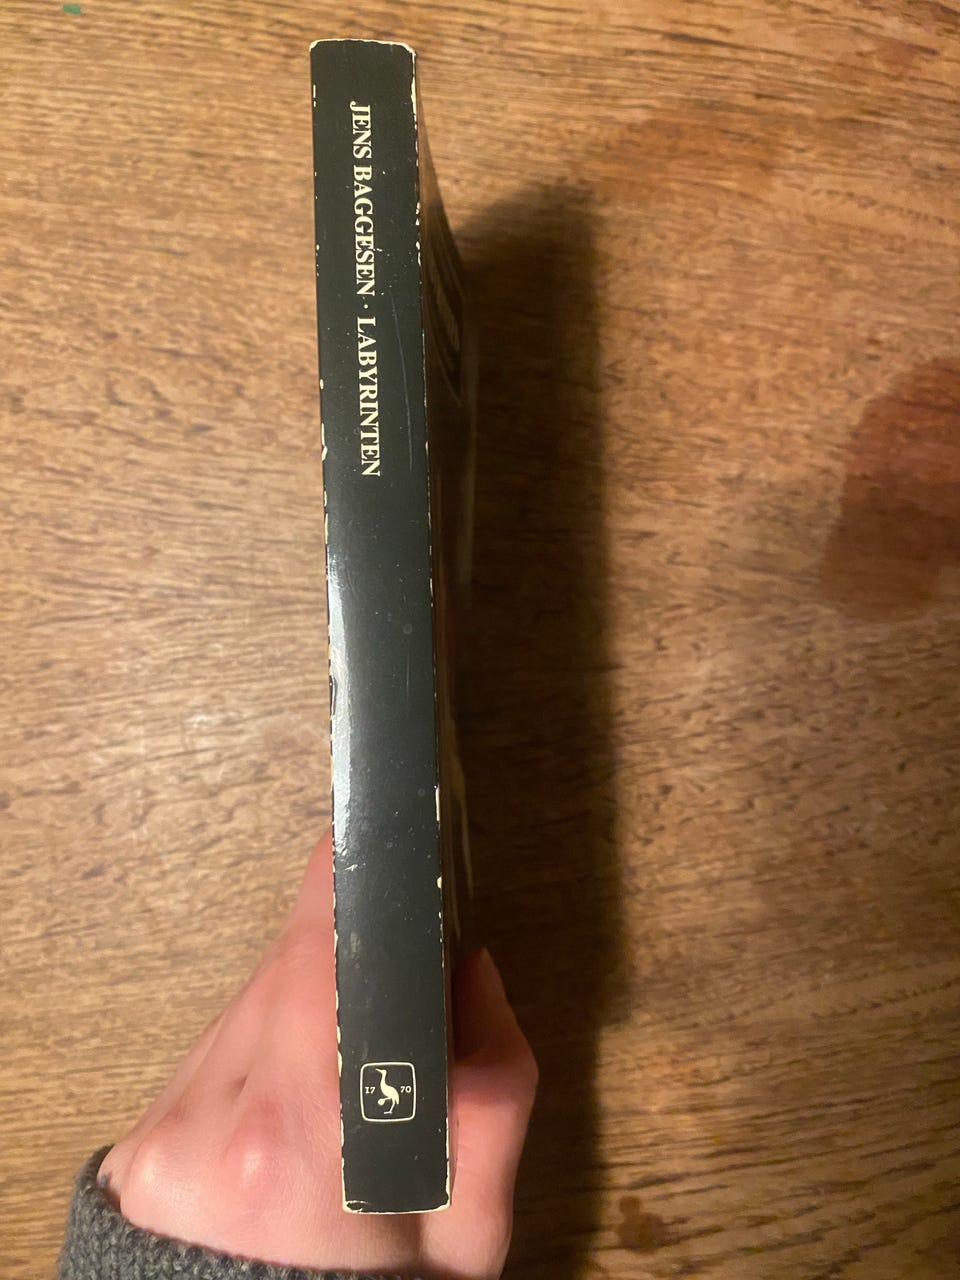 JENS BAGGESEN · LABYRINTEN
17 70